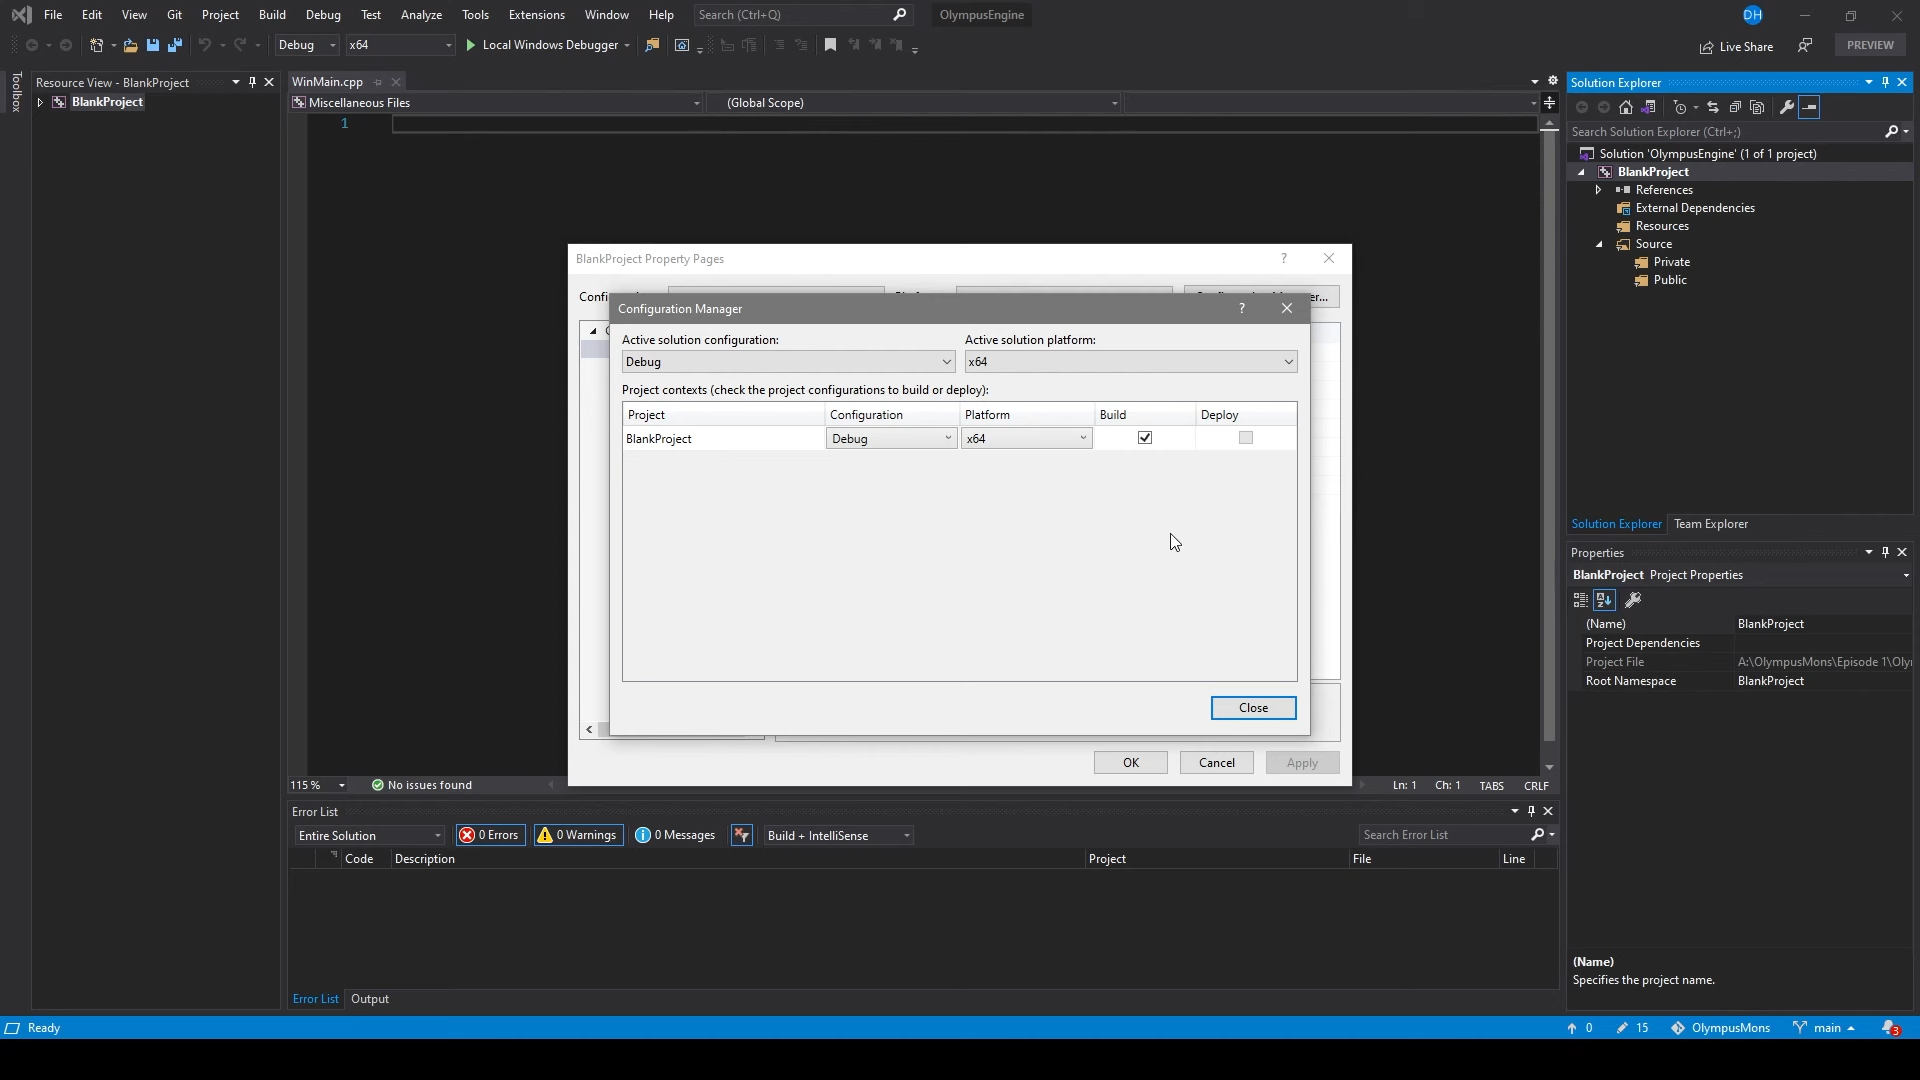 File Edit View Git Project Build Debug Test Analyze Tools Extensions Window Help Search (Ctrl+Q) OlympusEngine DH
Debug x64 Local Windows Debugger Live Share PREVIEW
Toolbox
Resource View - BlankProject
BlankProject
WinMain.cpp
Miscellaneous Files (Global Scope)
1
BlankProject Property Pages ?
Configuration Manager ?
Active solution configuration: Active solution platform:
Debug x64
Project contexts (check the project configurations to build or deploy):
Project Configuration Platform Build Deploy
BlankProject Debug x64
Close
OK Cancel Apply
115 % No issues found Ln: 1 Ch: 1 TABS CRLF
Error List
Entire Solution 0 Errors 0 Warnings 0 Messages Build + IntelliSense Search Error List
Code Description Project File Line
Error List Output
Solution Explorer
Search Solution Explorer (Ctrl+;)
Solution 'OlympusEngine' (1 of 1 project)
BlankProject
References
External Dependencies
Resources
Source
Private
Public
Solution Explorer Team Explorer
Properties
BlankProject Project Properties
(Name) BlankProject
Project Dependencies
Project File A:\OlympusMons\Episode 1\Oly
Root Namespace BlankProject
(Name)
Specifies the project name.
Ready 0 15 OlympusMons main 3